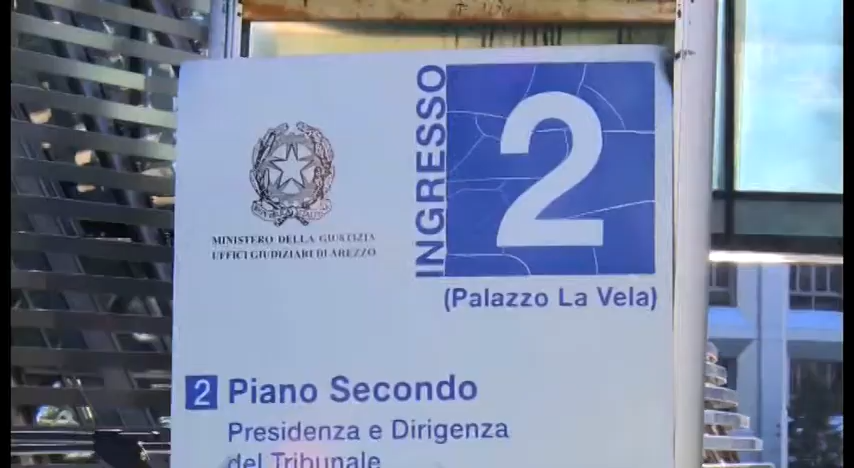 MINISTERO DELLA GIUSTIZIA
UFFICI GIUDIZIARI DI AREZZO
INGRESSO
2
(Palazzo La Vela)
2 Piano Secondo
Presidenza e Dirigenza
del Tribunale